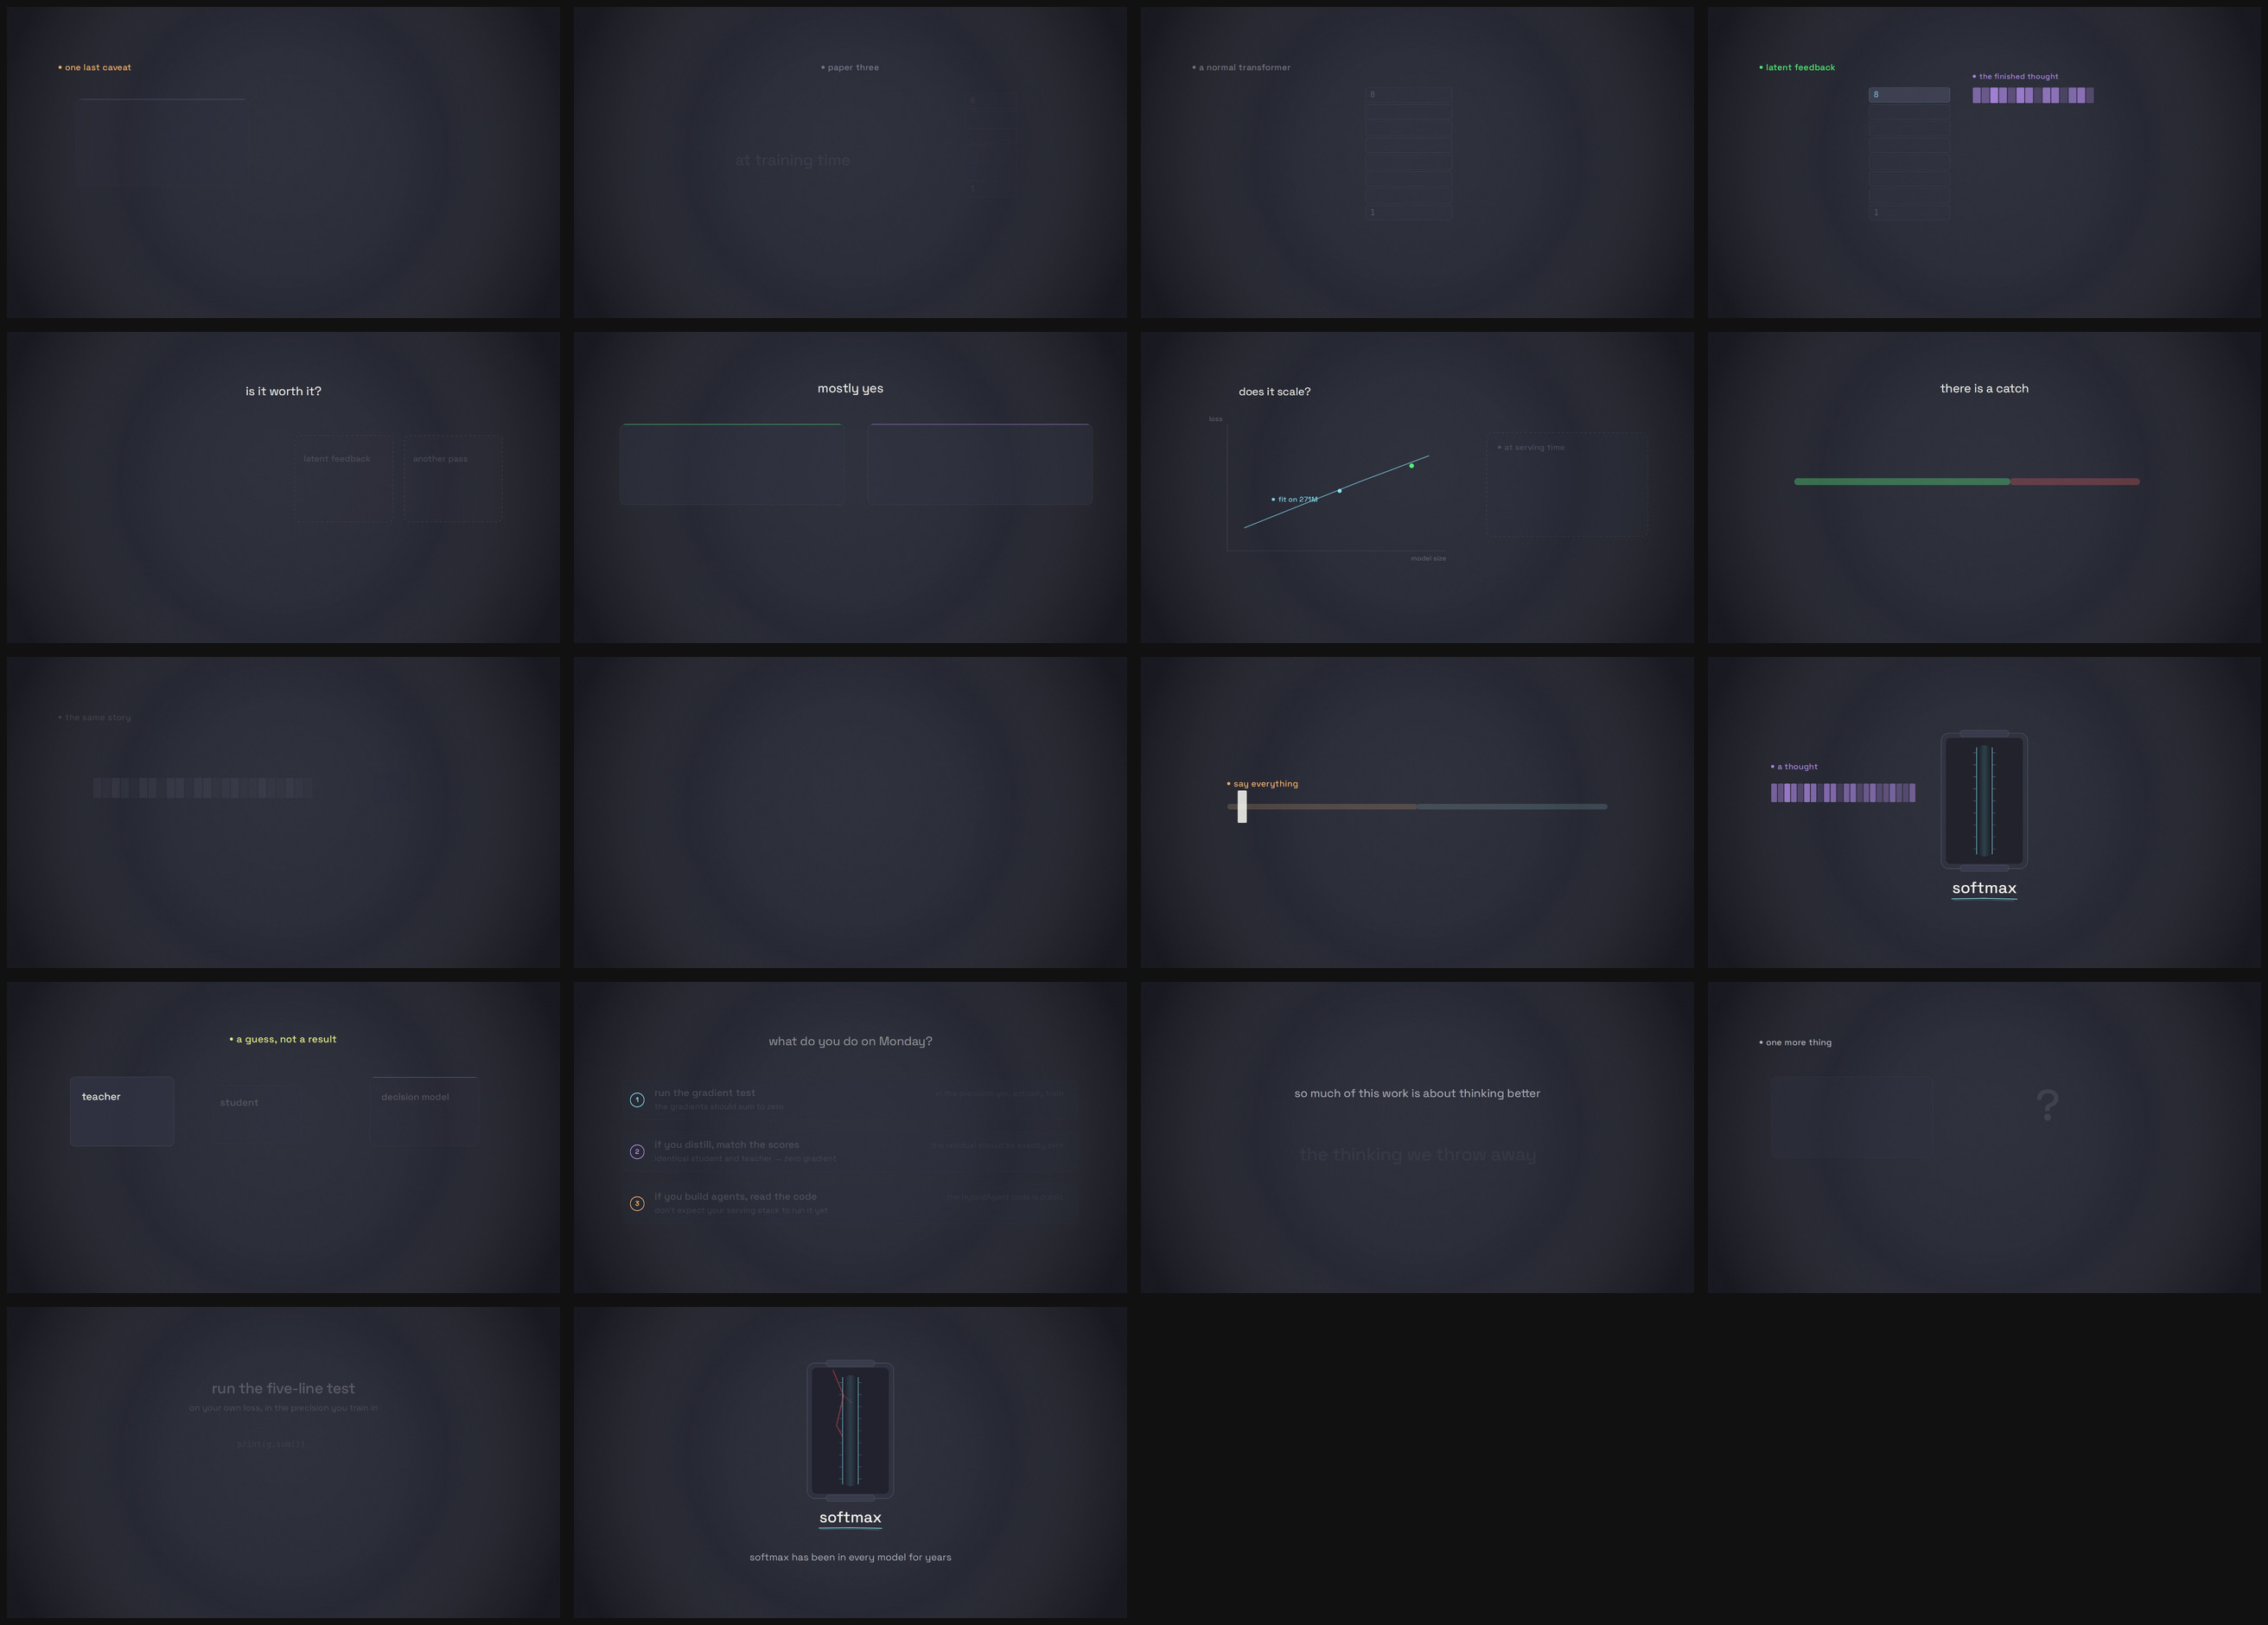 • one last caveat
• paper three
at training time
• a normal transformer
8
1
• latent feedback
• the finished thought
8
1
is it worth it?
latent feedback
another pass
mostly yes
does it scale?
loss
• fit on 271M
• at serving time
model size
there is a catch
• the same story
• say everything
• a thought
softmax
• a guess, not a result
teacher
student
decision model
what do you do on Monday?
1
run the gradient test
the gradients should sum to zero
2
if you distill, match the scores
identical student and teacher — zero gradient
3
if you build agents, read the code
don't expect your serving stack to run it yet
so much of this work is about thinking better
the thinking we throw away
• one more thing
?
run the five-line test
on your own loss, in the precision you train in
softmax
softmax has been in every model for years